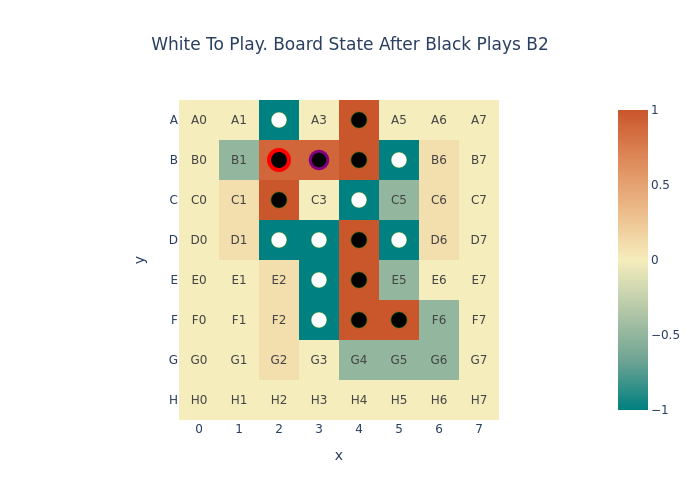 White To Play. Board State After Black Plays B2
A A0 A1 A3 A5 A6 A7
B B0 B1 B6 B7
C C0 C1 C3 C5 C6 C7
D D0 D1 D6 D7
E E0 E1 E2 E5 E6 E7
F F0 F1 F2 F6 F7
G G0 G1 G2 G3 G4 G5 G6 G7
H H0 H1 H2 H3 H4 H5 H6 H7
0 1 2 3 4 5 6 7
x
y
1
0.5
0
−0.5
−1